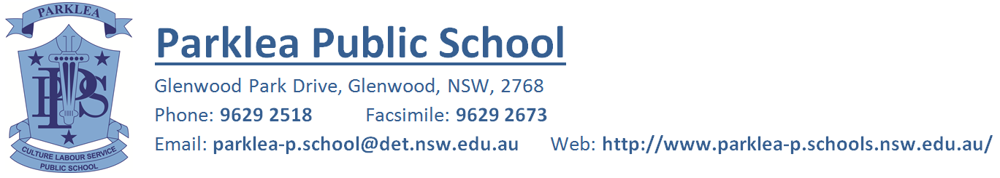 PARKLEA
PPS
CULTURE LABOUR SERVICE
PUBLIC SCHOOL
Parklea Public School
Glenwood Park Drive, Glenwood, NSW, 2768
Phone: 9629 2518 Facsimile: 9629 2673
Email: parklea-p.school@det.nsw.edu.au Web: http://www.parklea-p.schools.nsw.edu.au/